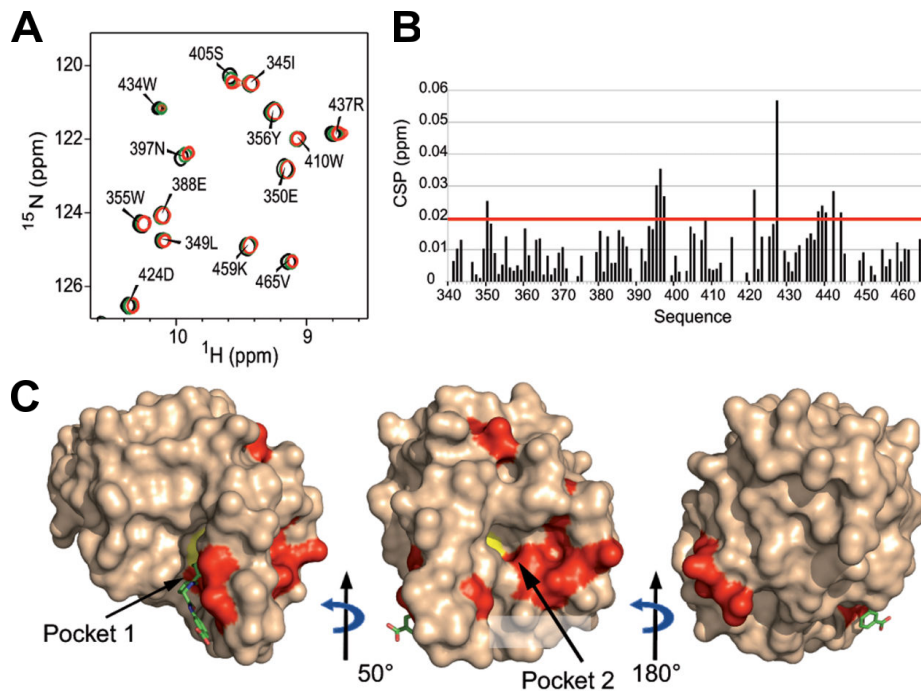 A
120
122
124
126
15N (ppm)
405S
345I
434W
437R
356Y
397N
410W
350E
388E
355W
349L
459K
465V
424D
10
9
1H (ppm)
B
0.06
0.05
0.04
0.03
0.02
0.01
0
CSP (ppm)
340
350
360
370
380
390
400
410
420
430
440
450
460
Sequence
C
Pocket 1
50°
Pocket 2
180°